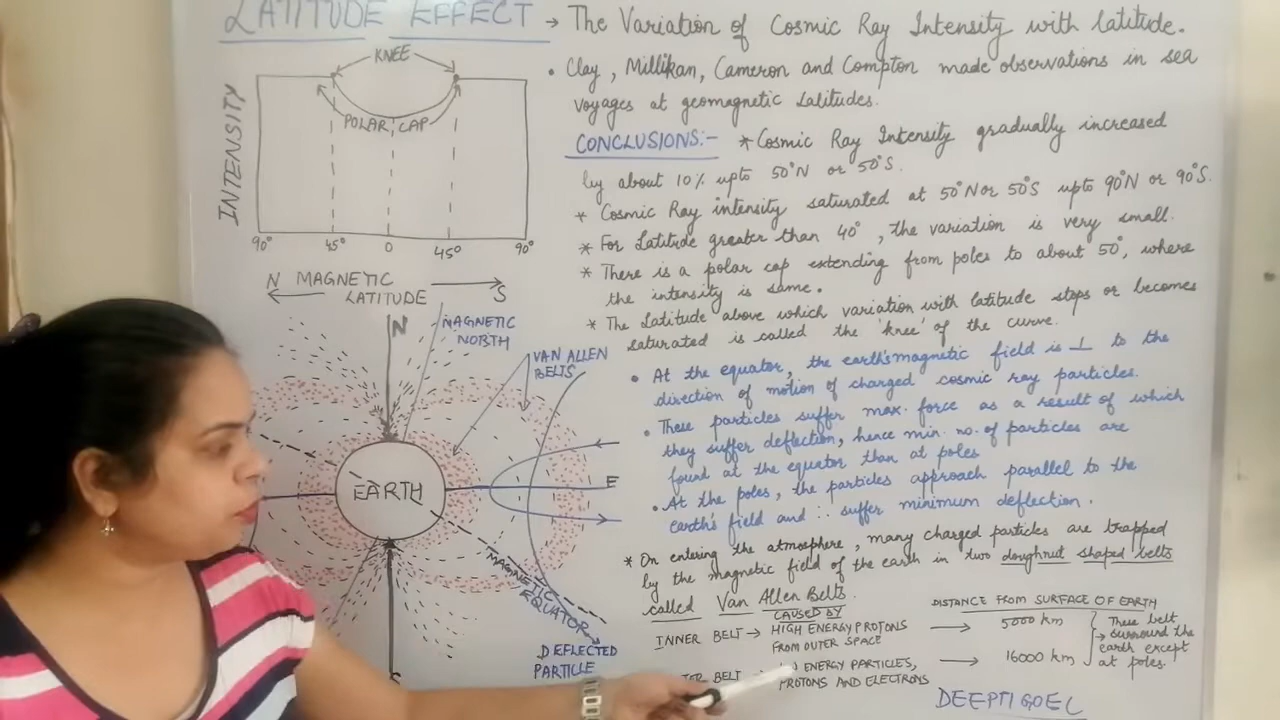 LATITUDE EFFECT → The Variation of Cosmic Ray Intensity with latitude.
• Clay, Millikan, Cameron and Compton made observations in sea
voyages at geomagnetic Latitudes.
CONCLUSIONS:- * Cosmic Ray Intensity gradually increased
by about 10% upto 50°N or 50°S.
* Cosmic Ray intensity saturated at 50°N or 50°S upto 90°N or 90°S.
* For Latitude greater than 40°, the variation is very small.
* There is a polar cap extending from poles to about 50°, where
the intensity is same.
* The Latitude above which variation with latitude stops or becomes
saturated is called the 'knee' of the curve.
• At the equator, the earth's magnetic field is ⊥ to the
direction of motion of charged cosmic ray particles.
• These particles suffer max. force as a result of which
they suffer deflection, hence min. no. of particles are
found at the equator than at poles
• At the poles, the particles approach parallel to the
earth's field and ∴ suffer minimum deflection.
* On entering the atmosphere, many charged particles are trapped
by the magnetic field of the earth in two doughnut shaped belts
called Van Allen Belts.
CAUSED BY
DISTANCE FROM SURFACE OF EARTH
INNER BELT → HIGH ENERGY PROTONS
FROM OUTER SPACE
→ 5000 km
BELT
ENERGY PARTICLES,
PROTONS AND ELECTRONS
→ 16000 km
These belt
→ surround the
earth except
at poles.
DEEPTI GOEL
KNEE
POLAR CAP
INTENSITY
90° 45° 0 45° 90°
N MAGNETIC S
LATITUDE
N
MAGNETIC
NORTH
VAN ALLEN
BELTS
EARTH
E
MAGNETIC
EQUATOR
DEFLECTED
PARTICLE